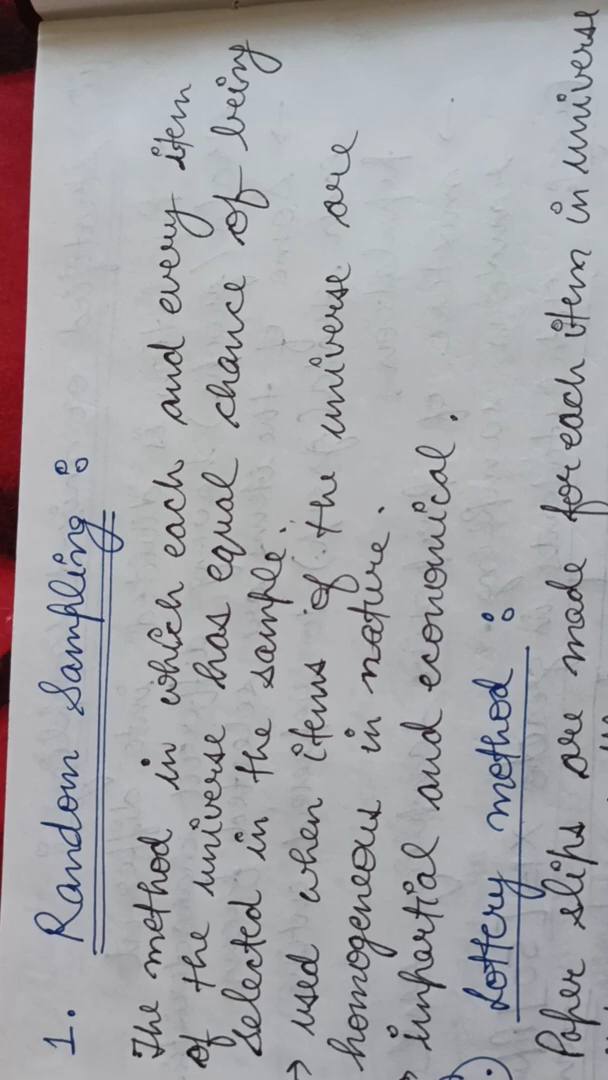 1. Random Sampling :
The method in which each and every item
of the universe has equal chance of being
selected in the sample.
→ used when items of the universe are
homogeneous in nature.
→ impartial and economical.
). Lottery method :
Paper slips are made for each item in universe